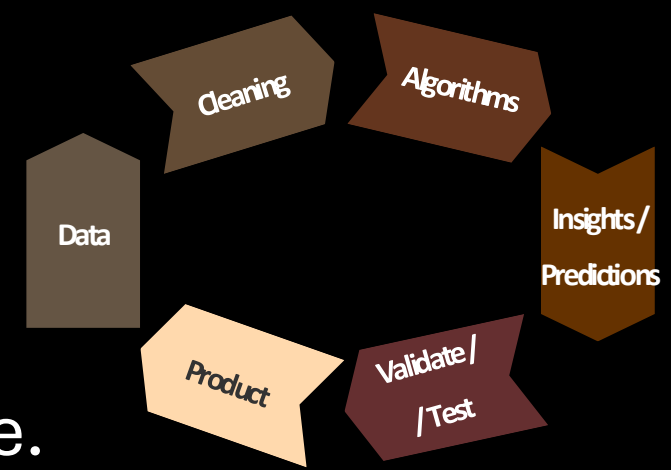 Cleaning
Algorithms
Data
Insights /
Predictions
Validate /
/ Test
Product
e.